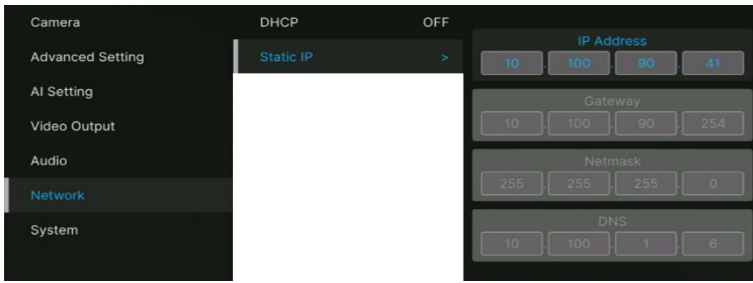 Camera
Advanced Setting
AI Setting
Video Output
Audio
Network
System
DHCP OFF
Static IP >
IP Address
10 . 100 . 90 . 41
Gateway
10 . 100 . 90 . 254
Netmask
255 . 255 . 255 . 0
DNS
10 . 100 . 1 . 6